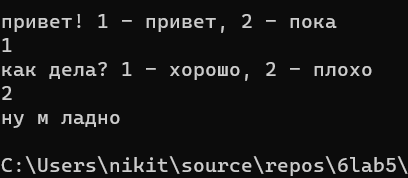 привет! 1 - привет, 2 - пока
1
как дела? 1 - хорошо, 2 - плохо
2
ну м ладно
C:\Users\nikit\source\repos\6lab5\